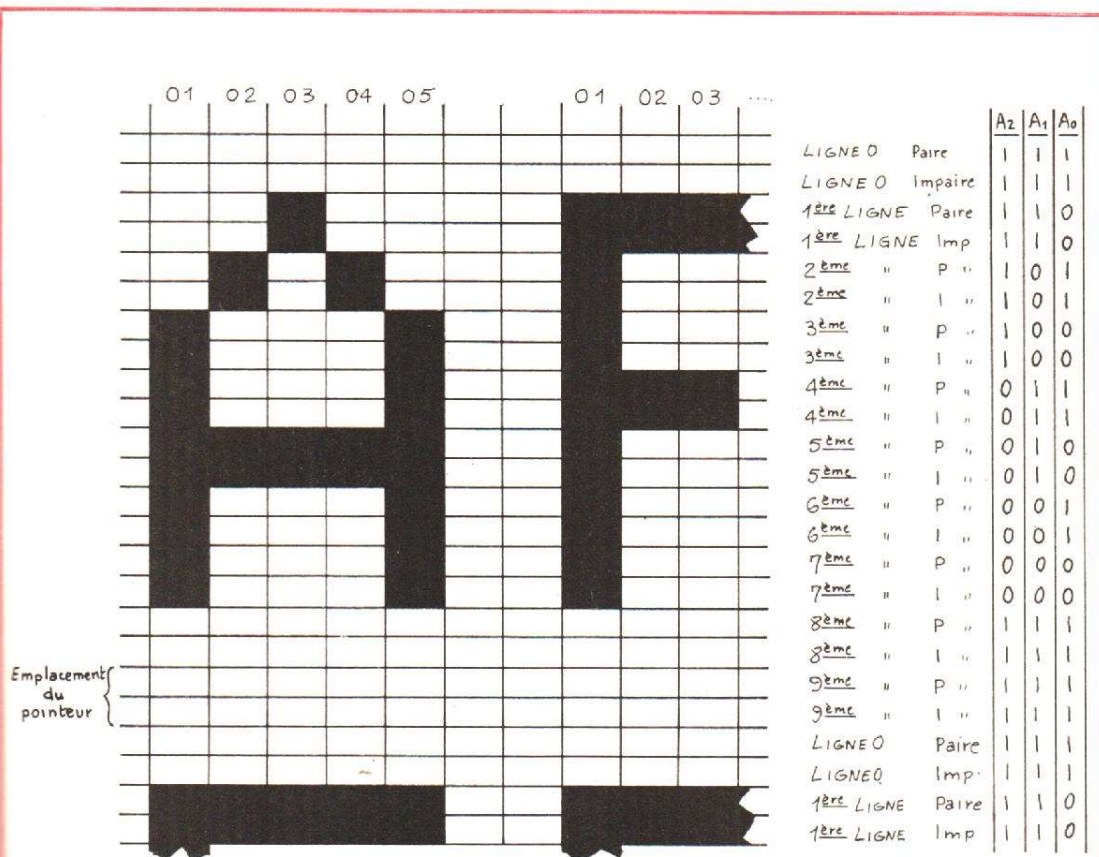 01 02 03 04 05 01 02 03 ....
A2 A1 A0
LIGNE 0 Paire 1 1 1
LIGNE 0 Impaire 1 1 1
1ère LIGNE Paire 1 1 0
1ère LIGNE Imp 1 1 0
2ème " P " 1 0 1
2ème " I " 1 0 1
3ème " P " 1 0 0
3ème " I " 1 0 0
4ème " P " 0 1 1
4ème " I " 0 1 1
5ème " P " 0 1 0
5ème " I " 0 1 0
6ème " P " 0 0 1
6ème " I " 0 0 1
7ème " P " 0 0 0
7ème " I " 0 0 0
8ème " P " 1 1 1
8ème " I " 1 1 1
9ème " P " 1 1 1
9ème " I " 1 1 1
LIGNE 0 Paire 1 1 1
LIGNE 0 Imp. 1 1 1
1ère LIGNE Paire 1 1 0
1ère LIGNE Imp 1 1 0
Emplacement
du
pointeur